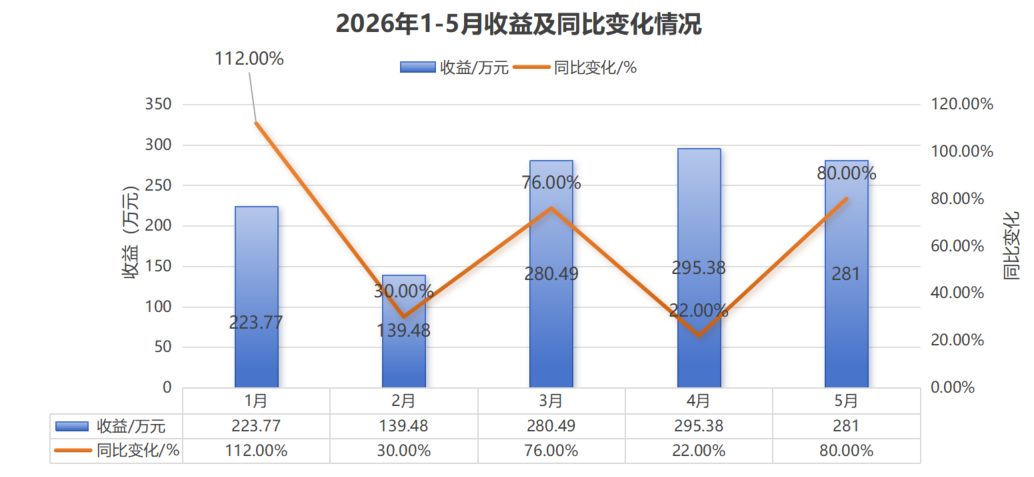 2026年1-5月收益及同比变化情况
112.00%
收益/万元 同比变化/%
350 120.00%
300 100.00%
250 80.00%
200 60.00%
150 40.00%
100 20.00%
50 0.00%
0
收益（万元）
同比变化
76.00%
80.00%
30.00%
22.00%
223.77
139.48
280.49
295.38
281
1月 2月 3月 4月 5月
收益/万元 223.77 139.48 280.49 295.38 281
同比变化/% 112.00% 30.00% 76.00% 22.00% 80.00%